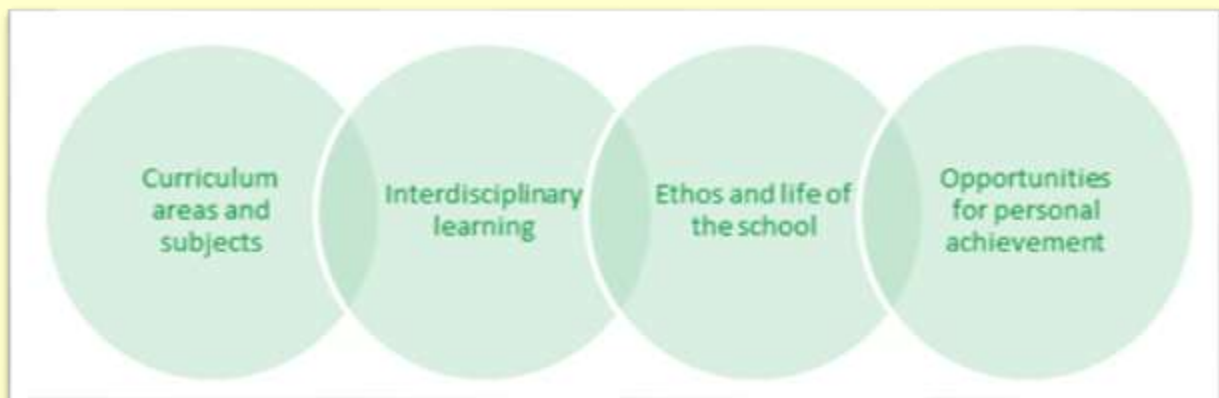 Curriculum
areas and
subjects
Interdisciplinary
learning
Ethos and life of
the school
Opportunities
for personal
achievement